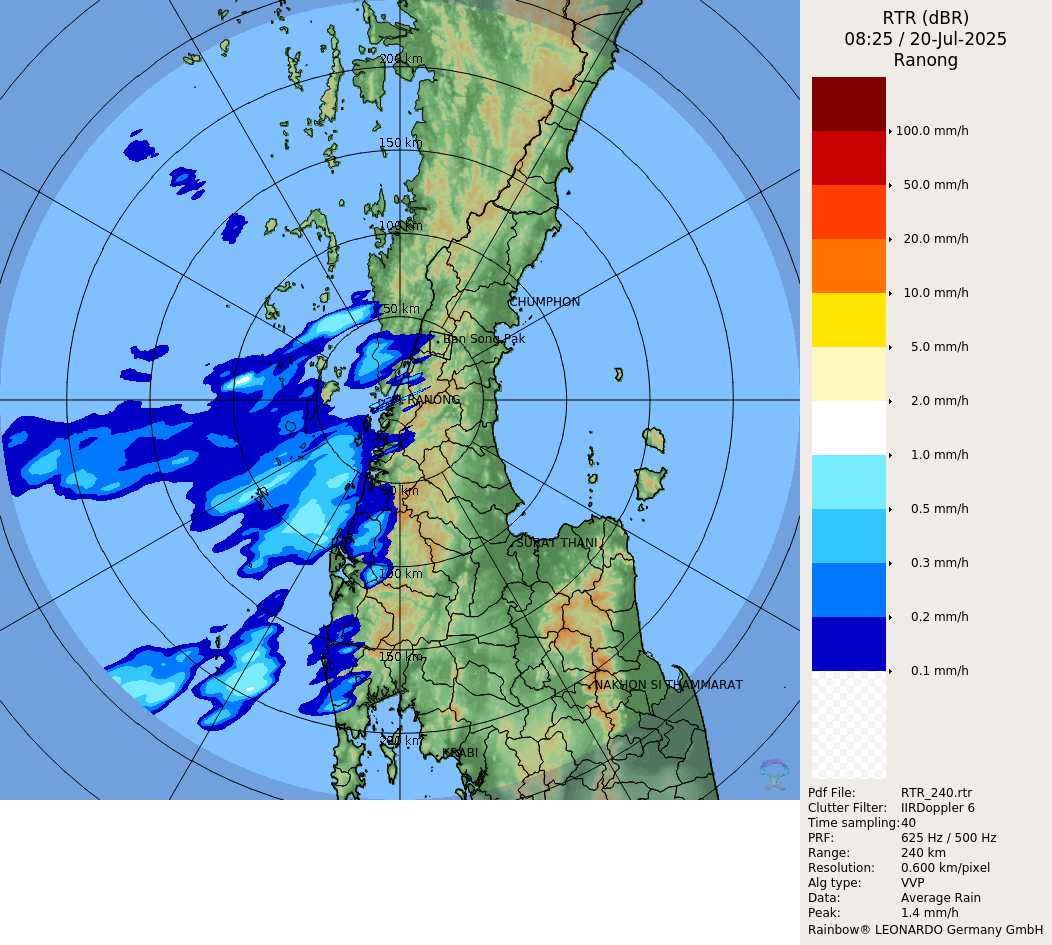 RTR (dBR)
08:25 / 20-Jul-2025
Ranong
200 km
150 km
100 km
50 km
CHUMPHON
Ban Song Pak
RANONG
50 km
SURAT THANI
100 km
150 km
NAKHON SI THAMMARAT
200 km
KRABI
100.0 mm/h
50.0 mm/h
20.0 mm/h
10.0 mm/h
5.0 mm/h
2.0 mm/h
1.0 mm/h
0.5 mm/h
0.3 mm/h
0.2 mm/h
0.1 mm/h
Pdf File: RTR_240.rtr
Clutter Filter: IIRDoppler 6
Time sampling:40
PRF: 625 Hz / 500 Hz
Range: 240 km
Resolution: 0.600 km/pixel
Alg type: VVP
Data: Average Rain
Peak: 1.4 mm/h
Rainbow® LEONARDO Germany GmbH